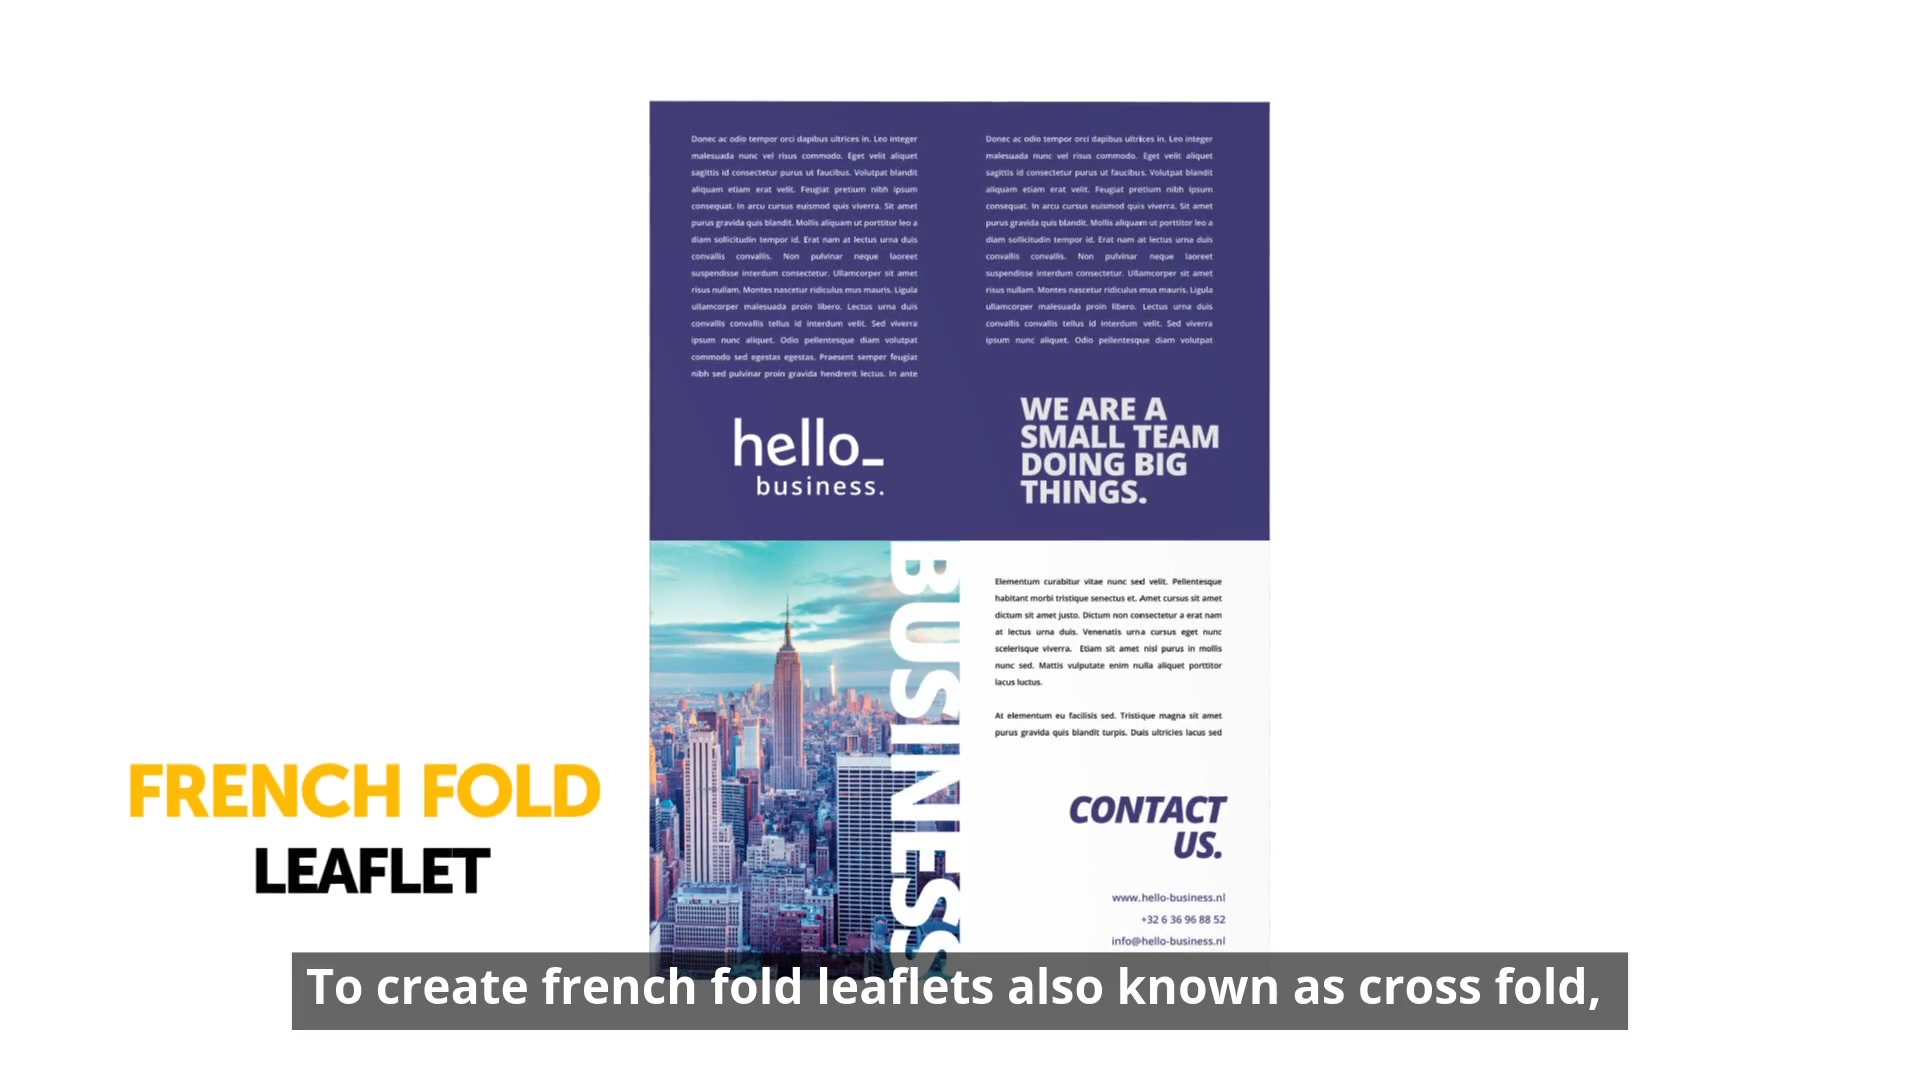 Donec ac odio tempor orci dapibus ultrices in. Leo integer
malesuada nunc vel risus commodo. Eget velit aliquet
sagittis id consectetur purus ut faucibus. Volutpat blandit
aliquam etiam erat velit. Feugiat pretium nibh ipsum
consequat. In arcu cursus euismod quis viverra. Sit amet
purus gravida quis blandit. Mollis aliquam ut porttitor leo a
diam sollicitudin tempor id. Erat nam at lectus urna duis
convallis convallis. Non pulvinar neque laoreet
suspendisse interdum consectetur. Ullamcorper sit amet
risus nullam. Montes nascetur ridiculus mus mauris. Ligula
ullamcorper malesuada proin libero. Lectus urna duis
convallis convallis tellus id interdum velit. Sed viverra
ipsum nunc aliquet. Odio pellentesque diam volutpat
commodo sed egestas egestas. Praesent semper feugiat
nibh sed pulvinar proin gravida hendrerit lectus. In ante
hello_
business.
Donec ac odio tempor orci dapibus ultrices in. Leo integer
malesuada nunc vel risus commodo. Eget velit aliquet
sagittis id consectetur purus ut faucibus. Volutpat blandit
aliquam etiam erat velit. Feugiat pretium nibh ipsum
consequat. In arcu cursus euismod quis viverra. Sit amet
purus gravida quis blandit. Mollis aliquam ut porttitor leo a
diam sollicitudin tempor id. Erat nam at lectus urna duis
convallis convallis. Non pulvinar neque laoreet
suspendisse interdum consectetur. Ullamcorper sit amet
risus nullam. Montes nascetur ridiculus mus mauris. Ligula
ullamcorper malesuada proin libero. Lectus urna duis
convallis convallis tellus id interdum velit. Sed viverra
ipsum nunc aliquet. Odio pellentesque diam volutpat
WE ARE A
SMALL TEAM
DOING BIG
THINGS.
BUSINESS
Elementum curabitur vitae nunc sed velit. Pellentesque
habitant morbi tristique senectus et. Amet cursus sit amet
dictum sit amet justo. Dictum non consectetur a erat nam
at lectus urna duis. Venenatis urna cursus eget nunc
scelerisque viverra. Etiam sit amet nisl purus in mollis
nunc sed. Mattis vulputate enim nulla aliquet porttitor
lacus luctus.
At elementum eu facilisis sed. Tristique magna sit amet
purus gravida quis blandit turpis. Duis ultricies lacus sed
CONTACT
US.
www.hello-business.nl
+32 6 36 96 88 52
info@hello-business.nl
FRENCH FOLD
LEAFLET
To create french fold leaflets also known as cross fold,